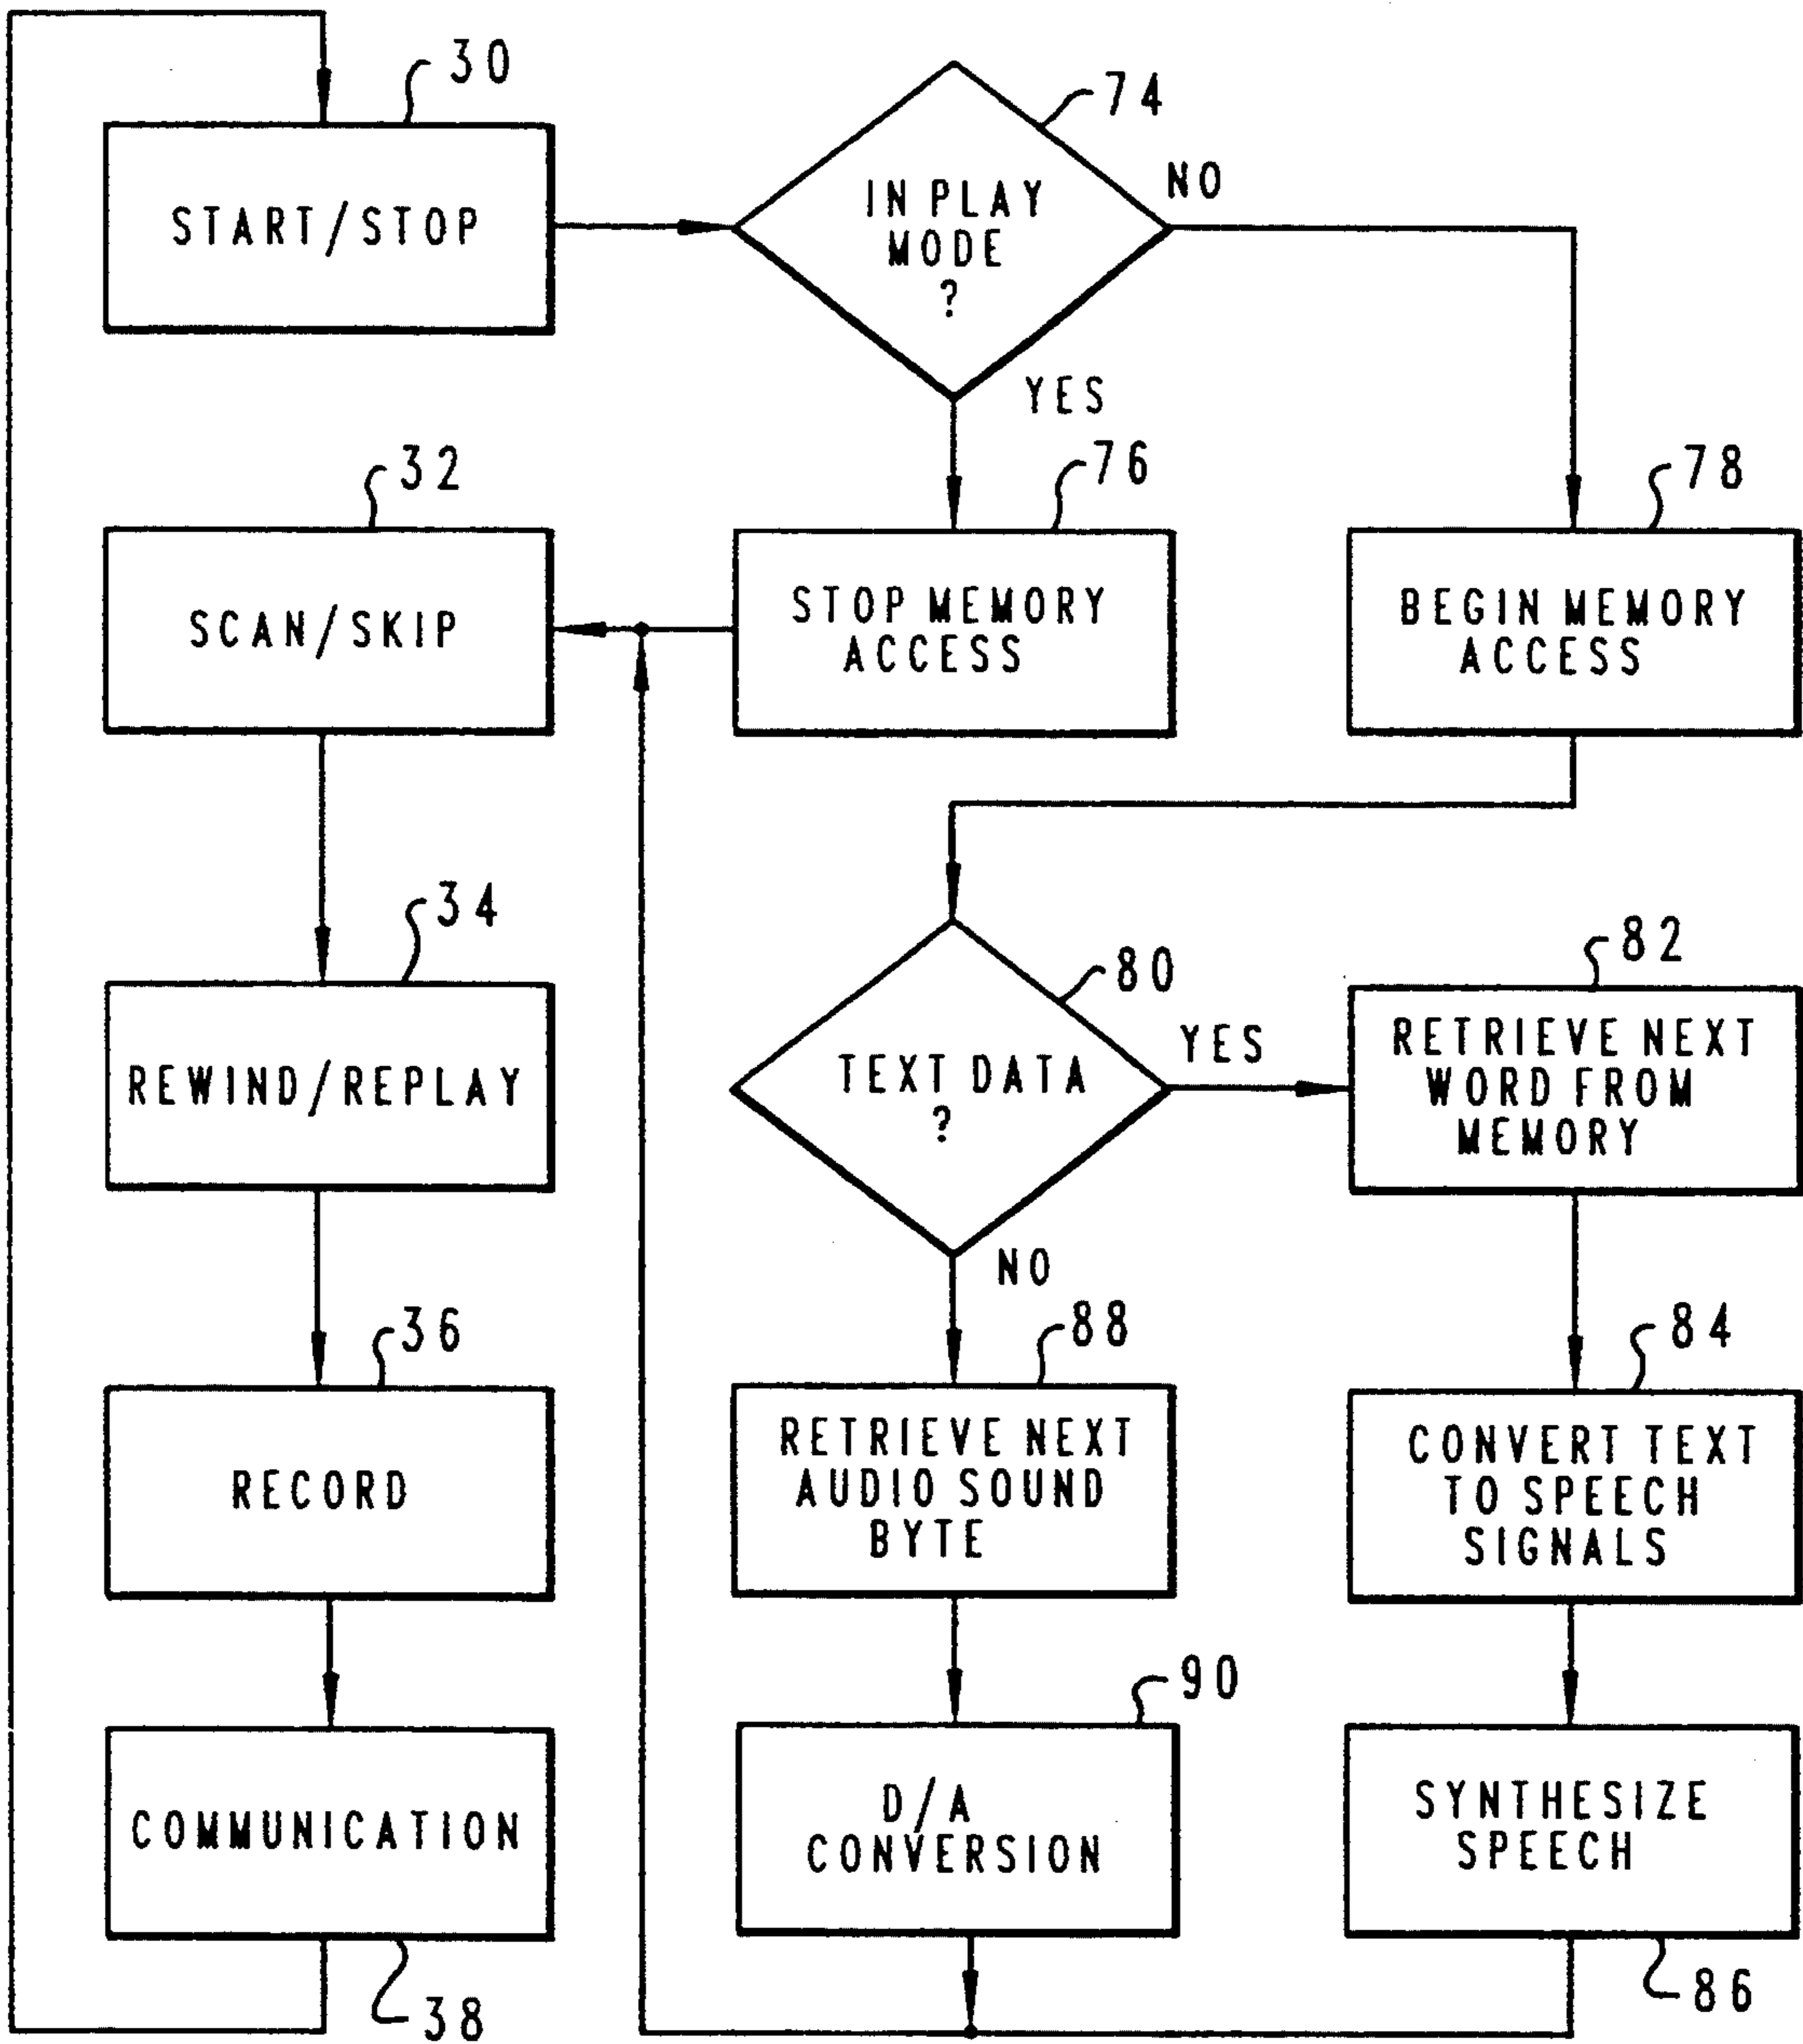 30
START/STOP
74
IN PLAY
MODE
?
NO
YES
32
SCAN/SKIP
76
STOP MEMORY
ACCESS
78
BEGIN MEMORY
ACCESS
34
REWIND/REPLAY
80
TEXT DATA
?
YES
NO
82
RETRIEVE NEXT
WORD FROM
MEMORY
36
RECORD
88
RETRIEVE NEXT
AUDIO SOUND
BYTE
84
CONVERT TEXT
TO SPEECH
SIGNALS
COMMUNICATION
38
90
D/A
CONVERSION
SYNTHESIZE
SPEECH
86